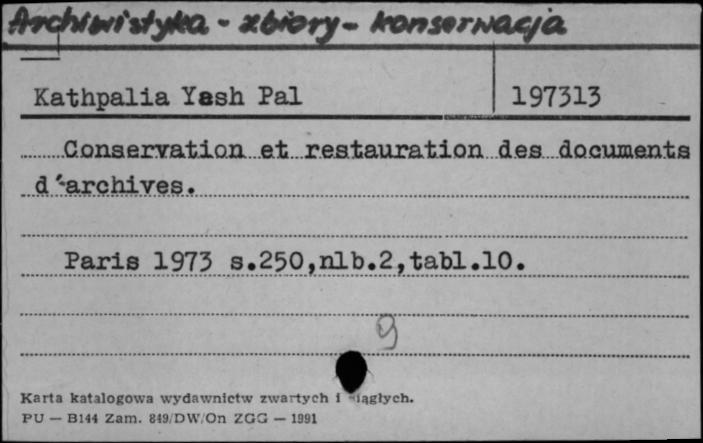 Archiwistyka - zbiory - konserwacja
Kathpalia Yash Pal 197313
Conservation et restauration des documents
d'archives.
Paris 1973 s.250,nlb.2,tabl.10.
9
Karta katalogowa wydawnictw zwartych i ciągłych.
PU — B144 Zam. 849/DW/On ZGG — 1991